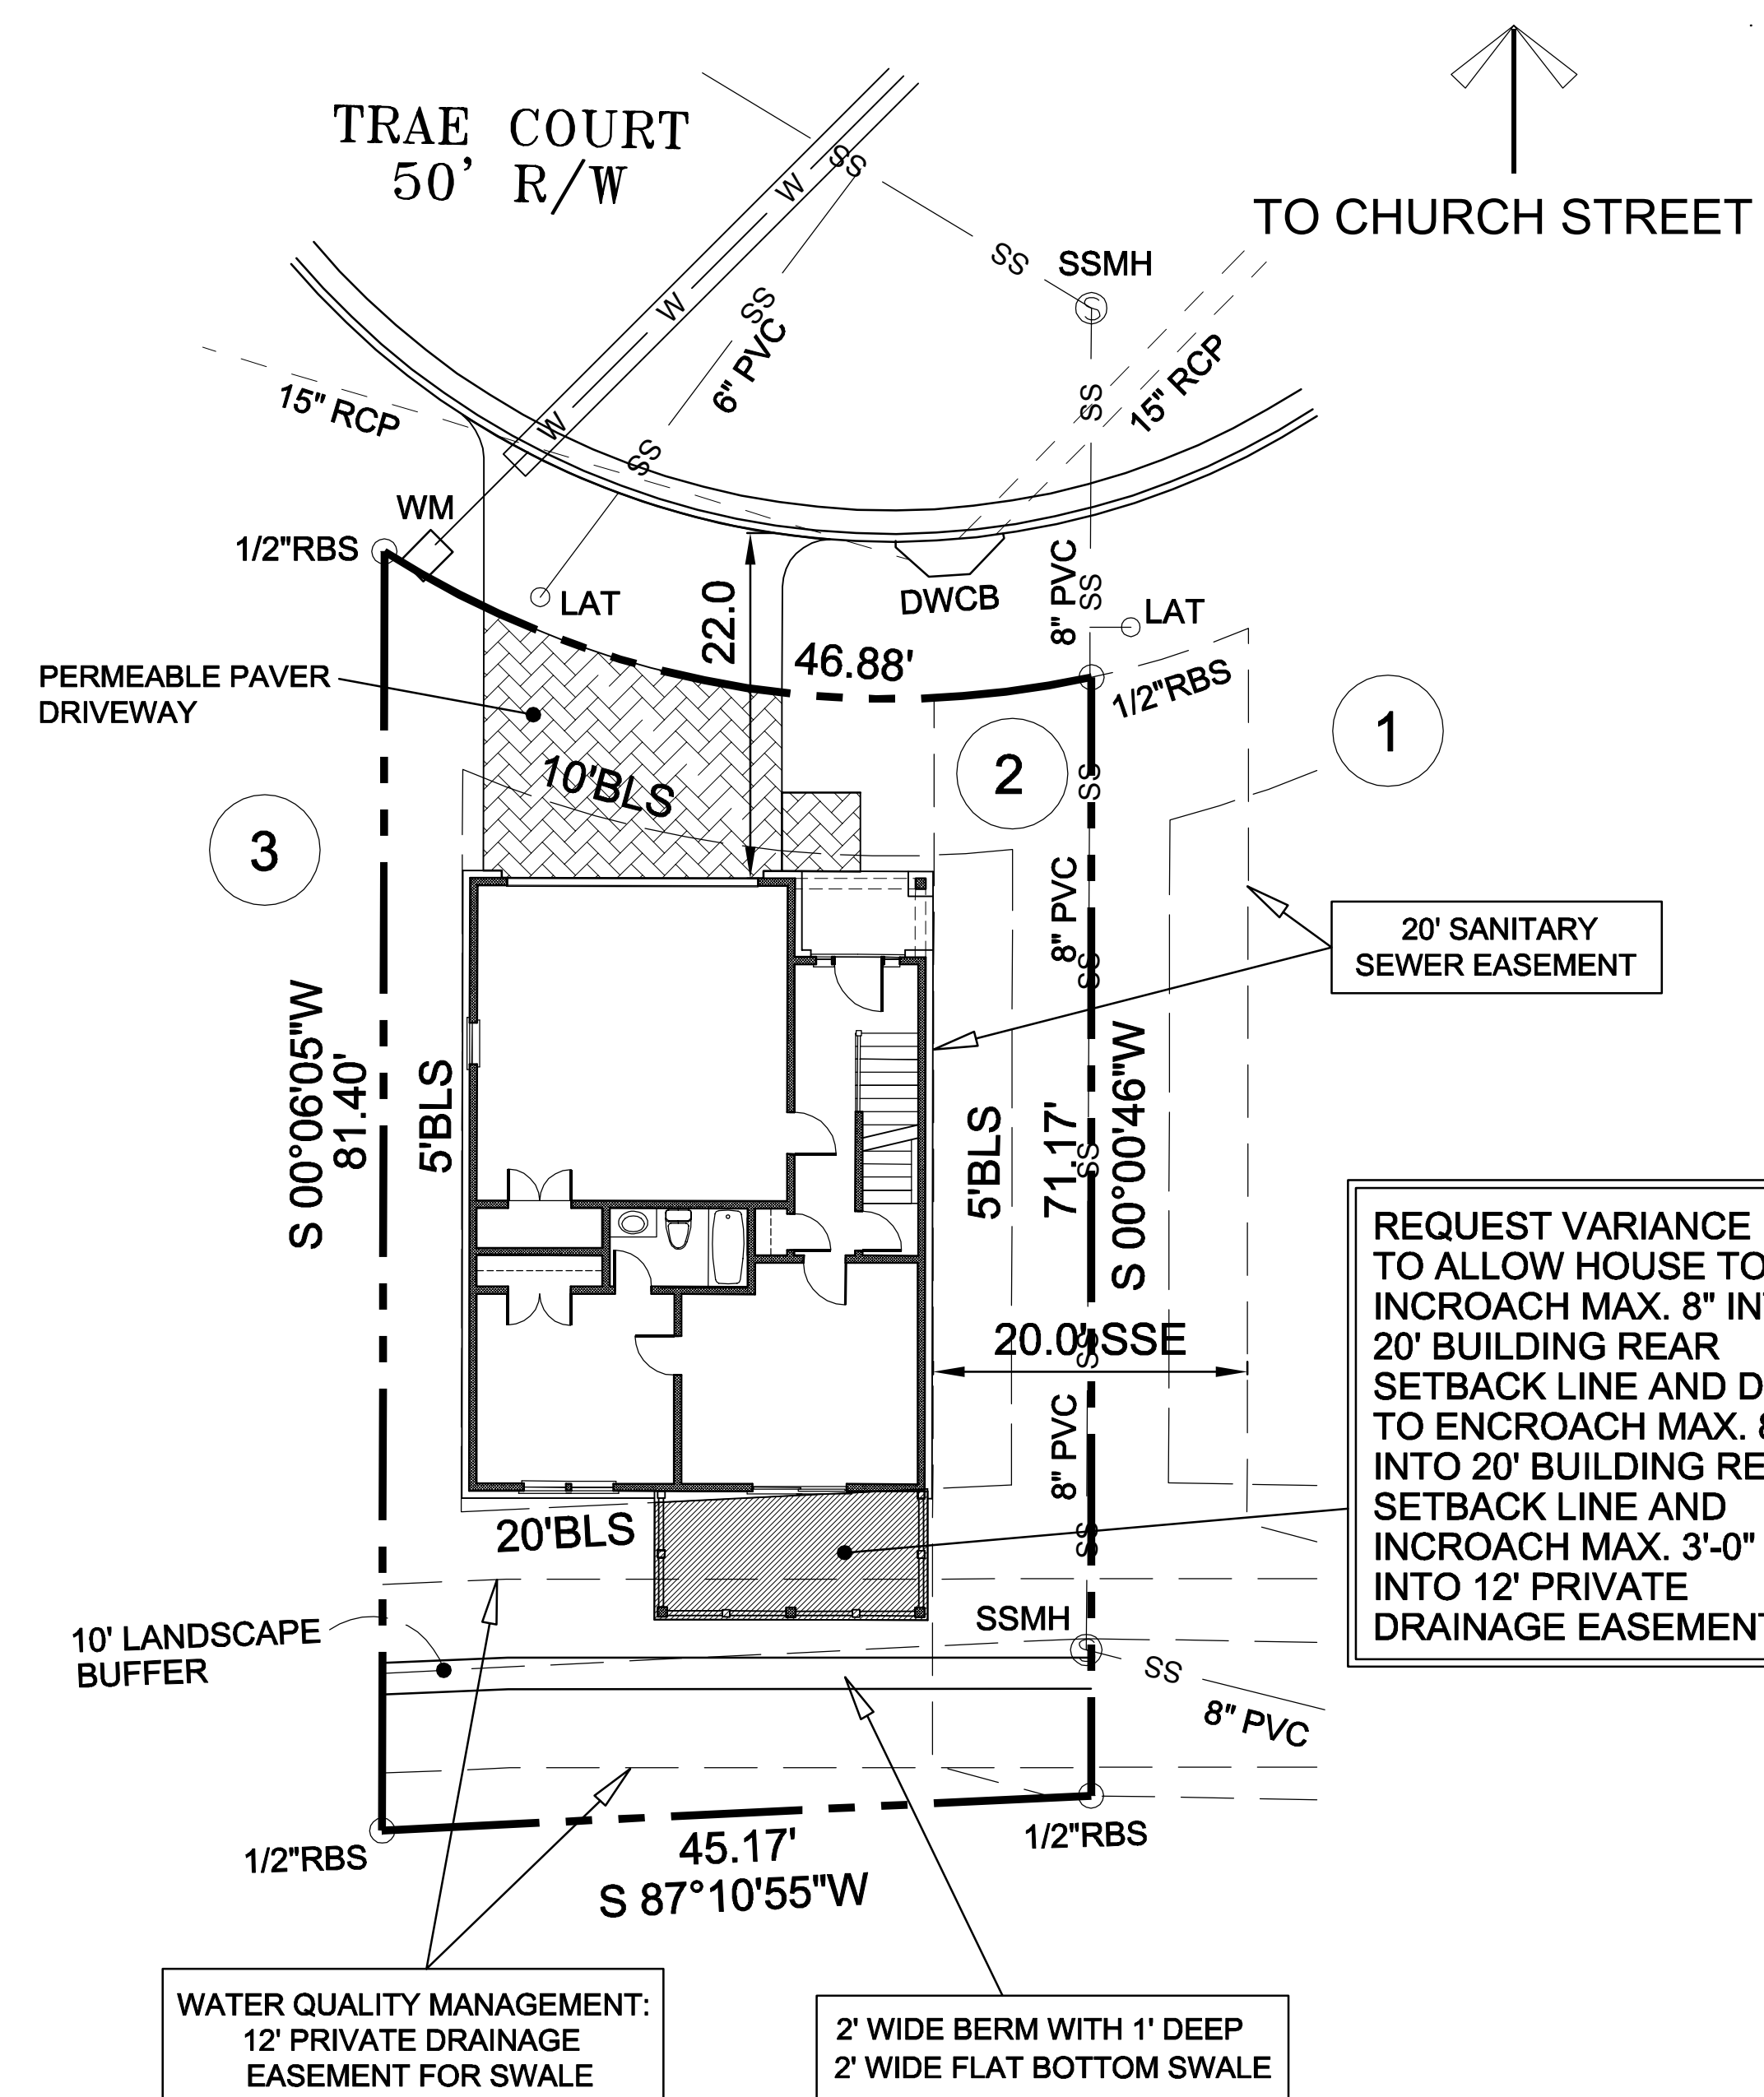 TRAE COURT
50' R/W
TO CHURCH STREET
SS
SS
SSMH
S
W
W
W
SS
6" PVC
SS
15" RCP
15" RCP
SS
WM
1/2"RBS
LAT
22.0
DWCB
8" PVC
SS
LAT
46.88'
1/2"RBS
PERMEABLE PAVER
DRIVEWAY
10'BLS
1
2
3
SS
8" PVC
SS
20' SANITARY
SEWER EASEMENT
S 00°06'05"W
81.40'
5'BLS
5'BLS
71.17'
SS
S 00°00'46"W
20.0' SSE
SS
8" PVC
SS
REQUEST VARIANCE
TO ALLOW HOUSE TO
INCROACH MAX. 8"
20' BUILDING REAR
SETBACK LINE AND
TO ENCROACH MAX.
INTO 20' BUILDING
SETBACK LINE AND
INCROACH MAX. 3'-0"
INTO 12' PRIVATE
DRAINAGE EASEMENT
20'BLS
10' LANDSCAPE
BUFFER
SSMH
S
SS
8" PVC
1/2"RBS
1/2"RBS
45.17'
S 87°10'55"W
WATER QUALITY MANAGEMENT:
12' PRIVATE DRAINAGE
EASEMENT FOR SWALE
2' WIDE BERM WITH 1' DEEP
2' WIDE FLAT BOTTOM SWALE